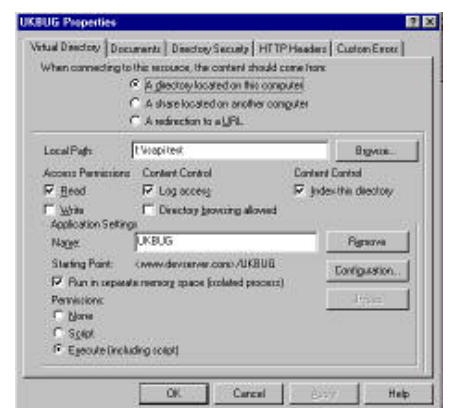 UKBUG Properties
Virtual Directory Documents Directory Security HTTP Headers Custom Errors
When connecting to this resource, the content should come from:
A directory located on this computer
A share located on another computer
A redirection to a URL
Local Path: Browse...
Access Permissions Content Control Content Control
Read Log access Index this directory
Write Directory browsing allowed
Application Settings
Name: UKBUG Remove
Starting Point: <www.devserver.com>/UKBUG
Configuration...
Run in separate memory space (isolated process)
Permissions:
None
Script
Execute (including script)
OK Cancel Apply Help